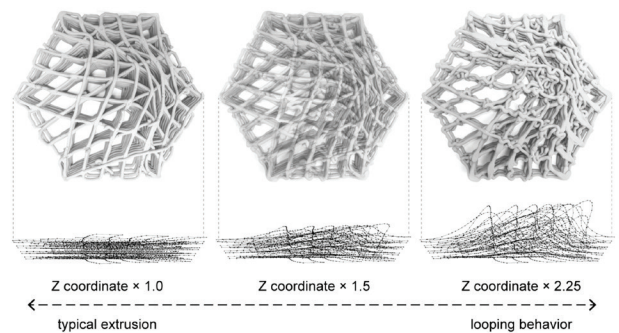 Z coordinate × 1.0
Z coordinate × 1.5
Z coordinate × 2.25
typical extrusion
looping behavior